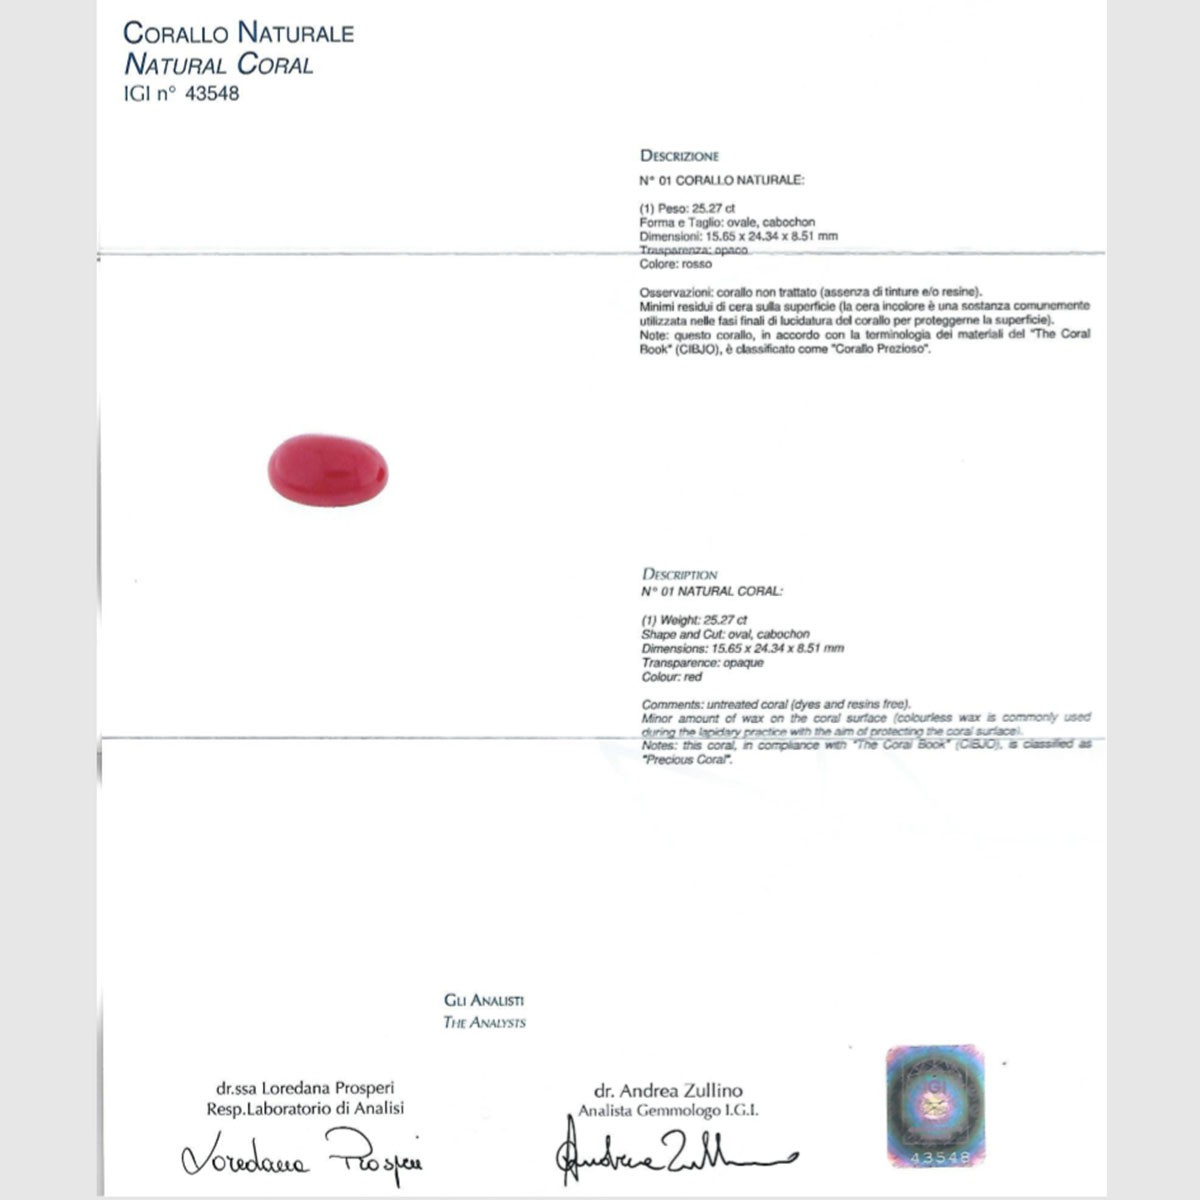 CORALLO NATURALE
NATURAL CORAL
IGI n° 43548
DESCRIZIONE
N° 01 CORALLO NATURALE:
(1) Peso: 25.27 ct
Forma e Taglio: ovale, cabochon
Dimensioni: 15.65 x 24.34 x 8.51 mm
Trasparenza: opaco
Colore: rosso
Osservazioni: corallo non trattato (assenza di tinture e/o resine).
Minimi residui di cera sulla superficie (la cera incolore è una sostanza comunemente
utilizzata nelle fasi finali di lucidatura del corallo per proteggerne la superficie).
Note: questo corallo, in accordo con la terminologia dei materiali del "The Coral
Book" (CIBJO), è classificato come "Corallo Prezioso".
DESCRIPTION
N° 01 NATURAL CORAL:
(1) Weight: 25.27 ct
Shape and Cut: oval, cabochon
Dimensions: 15.65 x 24.34 x 8.51 mm
Transparence: opaque
Colour: red
Comments: untreated coral (dyes and resins free).
Minor amount of wax on the coral surface (colourless wax is commonly used
during the lapidary practice with the aim of protecting the coral surface).
Notes: this coral, in compliance with "The Coral Book" (CIBJO), is classified as
"Precious Coral".
GLI ANALISTI
THE ANALYSTS
dr.ssa Loredana Prosperi
Resp.Laboratorio di Analisi
Loredana Prosperi
dr. Andrea Zullino
Analista Gemmologo I.G.I.
Andrea Zullino
IGI
43548